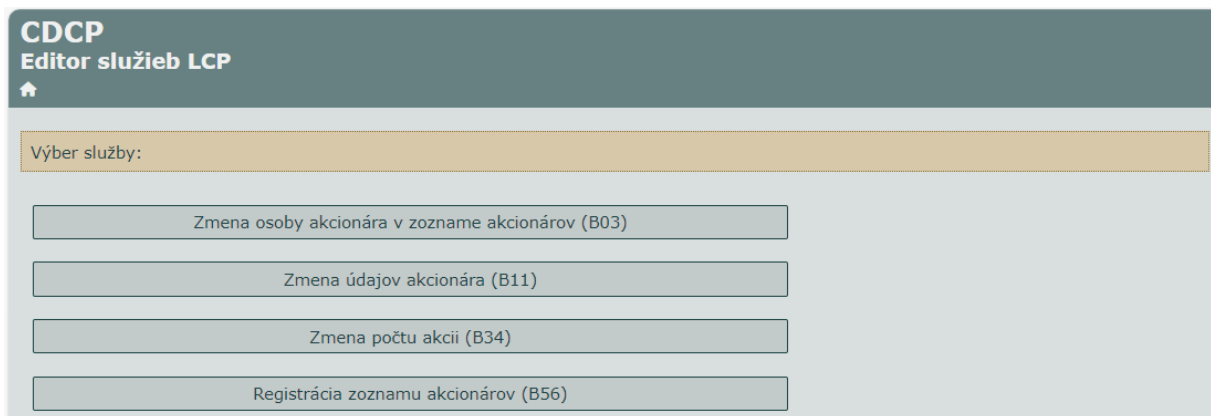 CDCP
Editor služieb LCP
Výber služby:
Zmena osoby akcionára v zozname akcionárov (B03)
Zmena údajov akcionára (B11)
Zmena počtu akcii (B34)
Registrácia zoznamu akcionárov (B56)